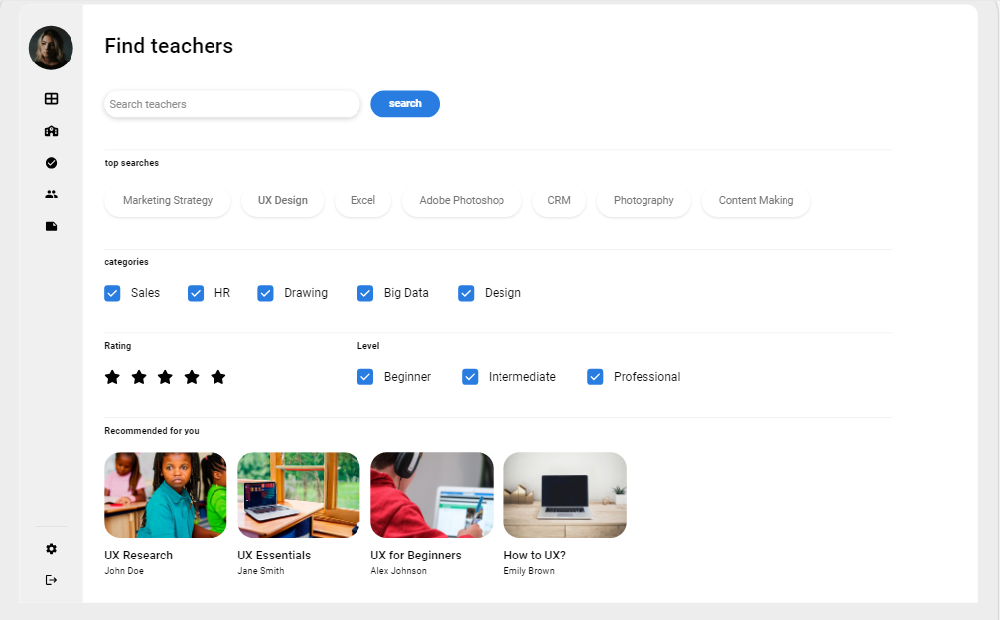 Find teachers
Search teachers
search
top searches
Marketing Strategy UX Design Excel Adobe Photoshop CRM Photography Content Making
categories
Sales HR Drawing Big Data Design
Rating Level
Beginner Intermediate Professional
Recommended for you
UX Research UX Essentials UX for Beginners How to UX?
John Doe Jane Smith Alex Johnson Emily Brown